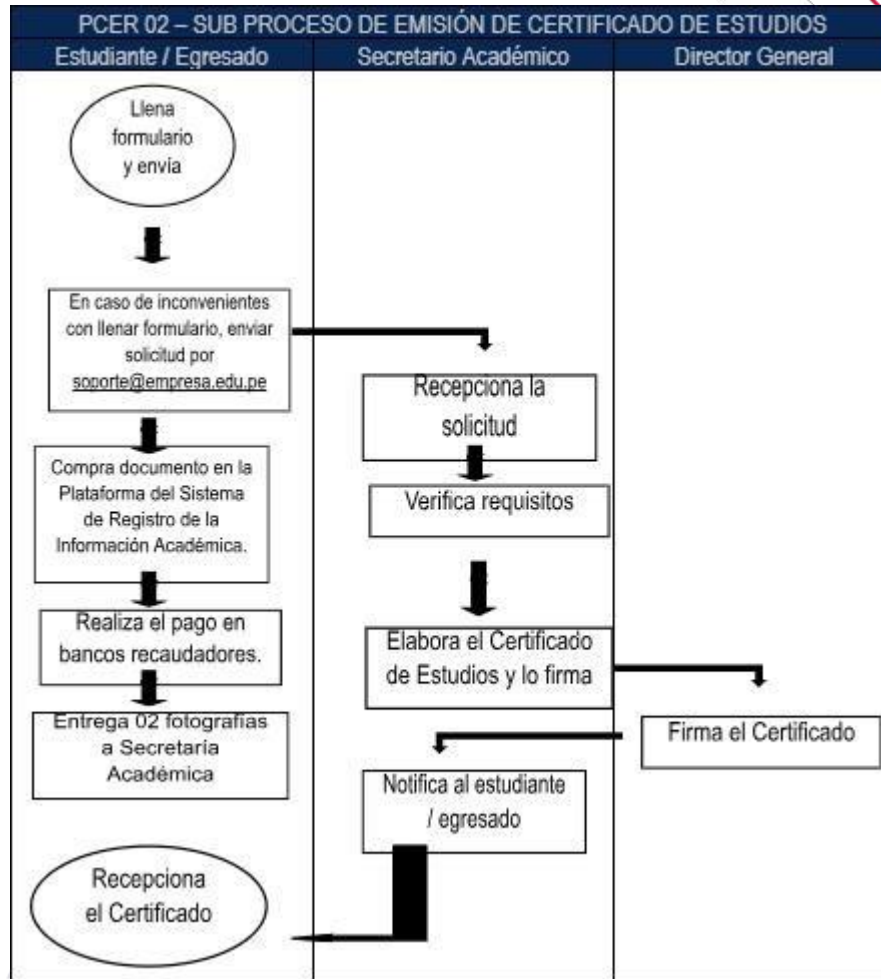 PCER 02 – SUB PROCESO DE EMISIÓN DE CERTIFICADO DE ESTUDIOS
Estudiante / Egresado
Secretario Académico
Director General
Llena
formulario
y envía
En caso de inconvenientes
con llenar formulario, enviar
solicitud por
soporte@empresa.edu.pe
Compra documento en la
Plataforma del Sistema
de Registro de la
Información Académica.
Realiza el pago en
bancos recaudadores.
Entrega 02 fotografías
a Secretaría
Académica
Recepciona
el Certificado
Recepciona la
solicitud
Verifica requisitos
Elabora el Certificado
de Estudios y lo firma
Notifica al estudiante
/ egresado
Firma el Certificado